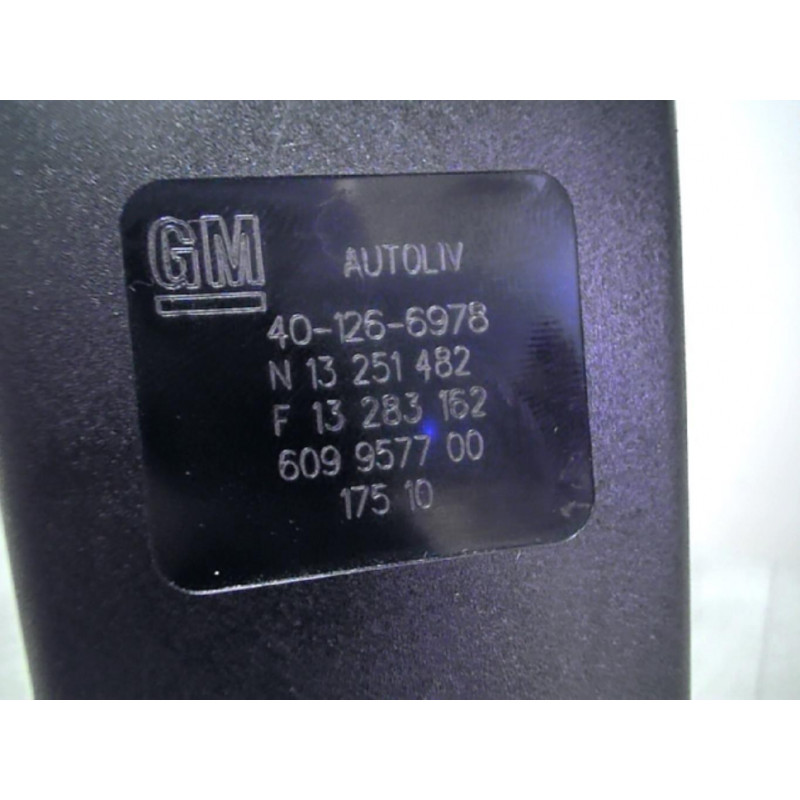 GM
AUTOLIV
40-126-6978
N 13 251 482
F 13 283 162
609 9577 00
175 10